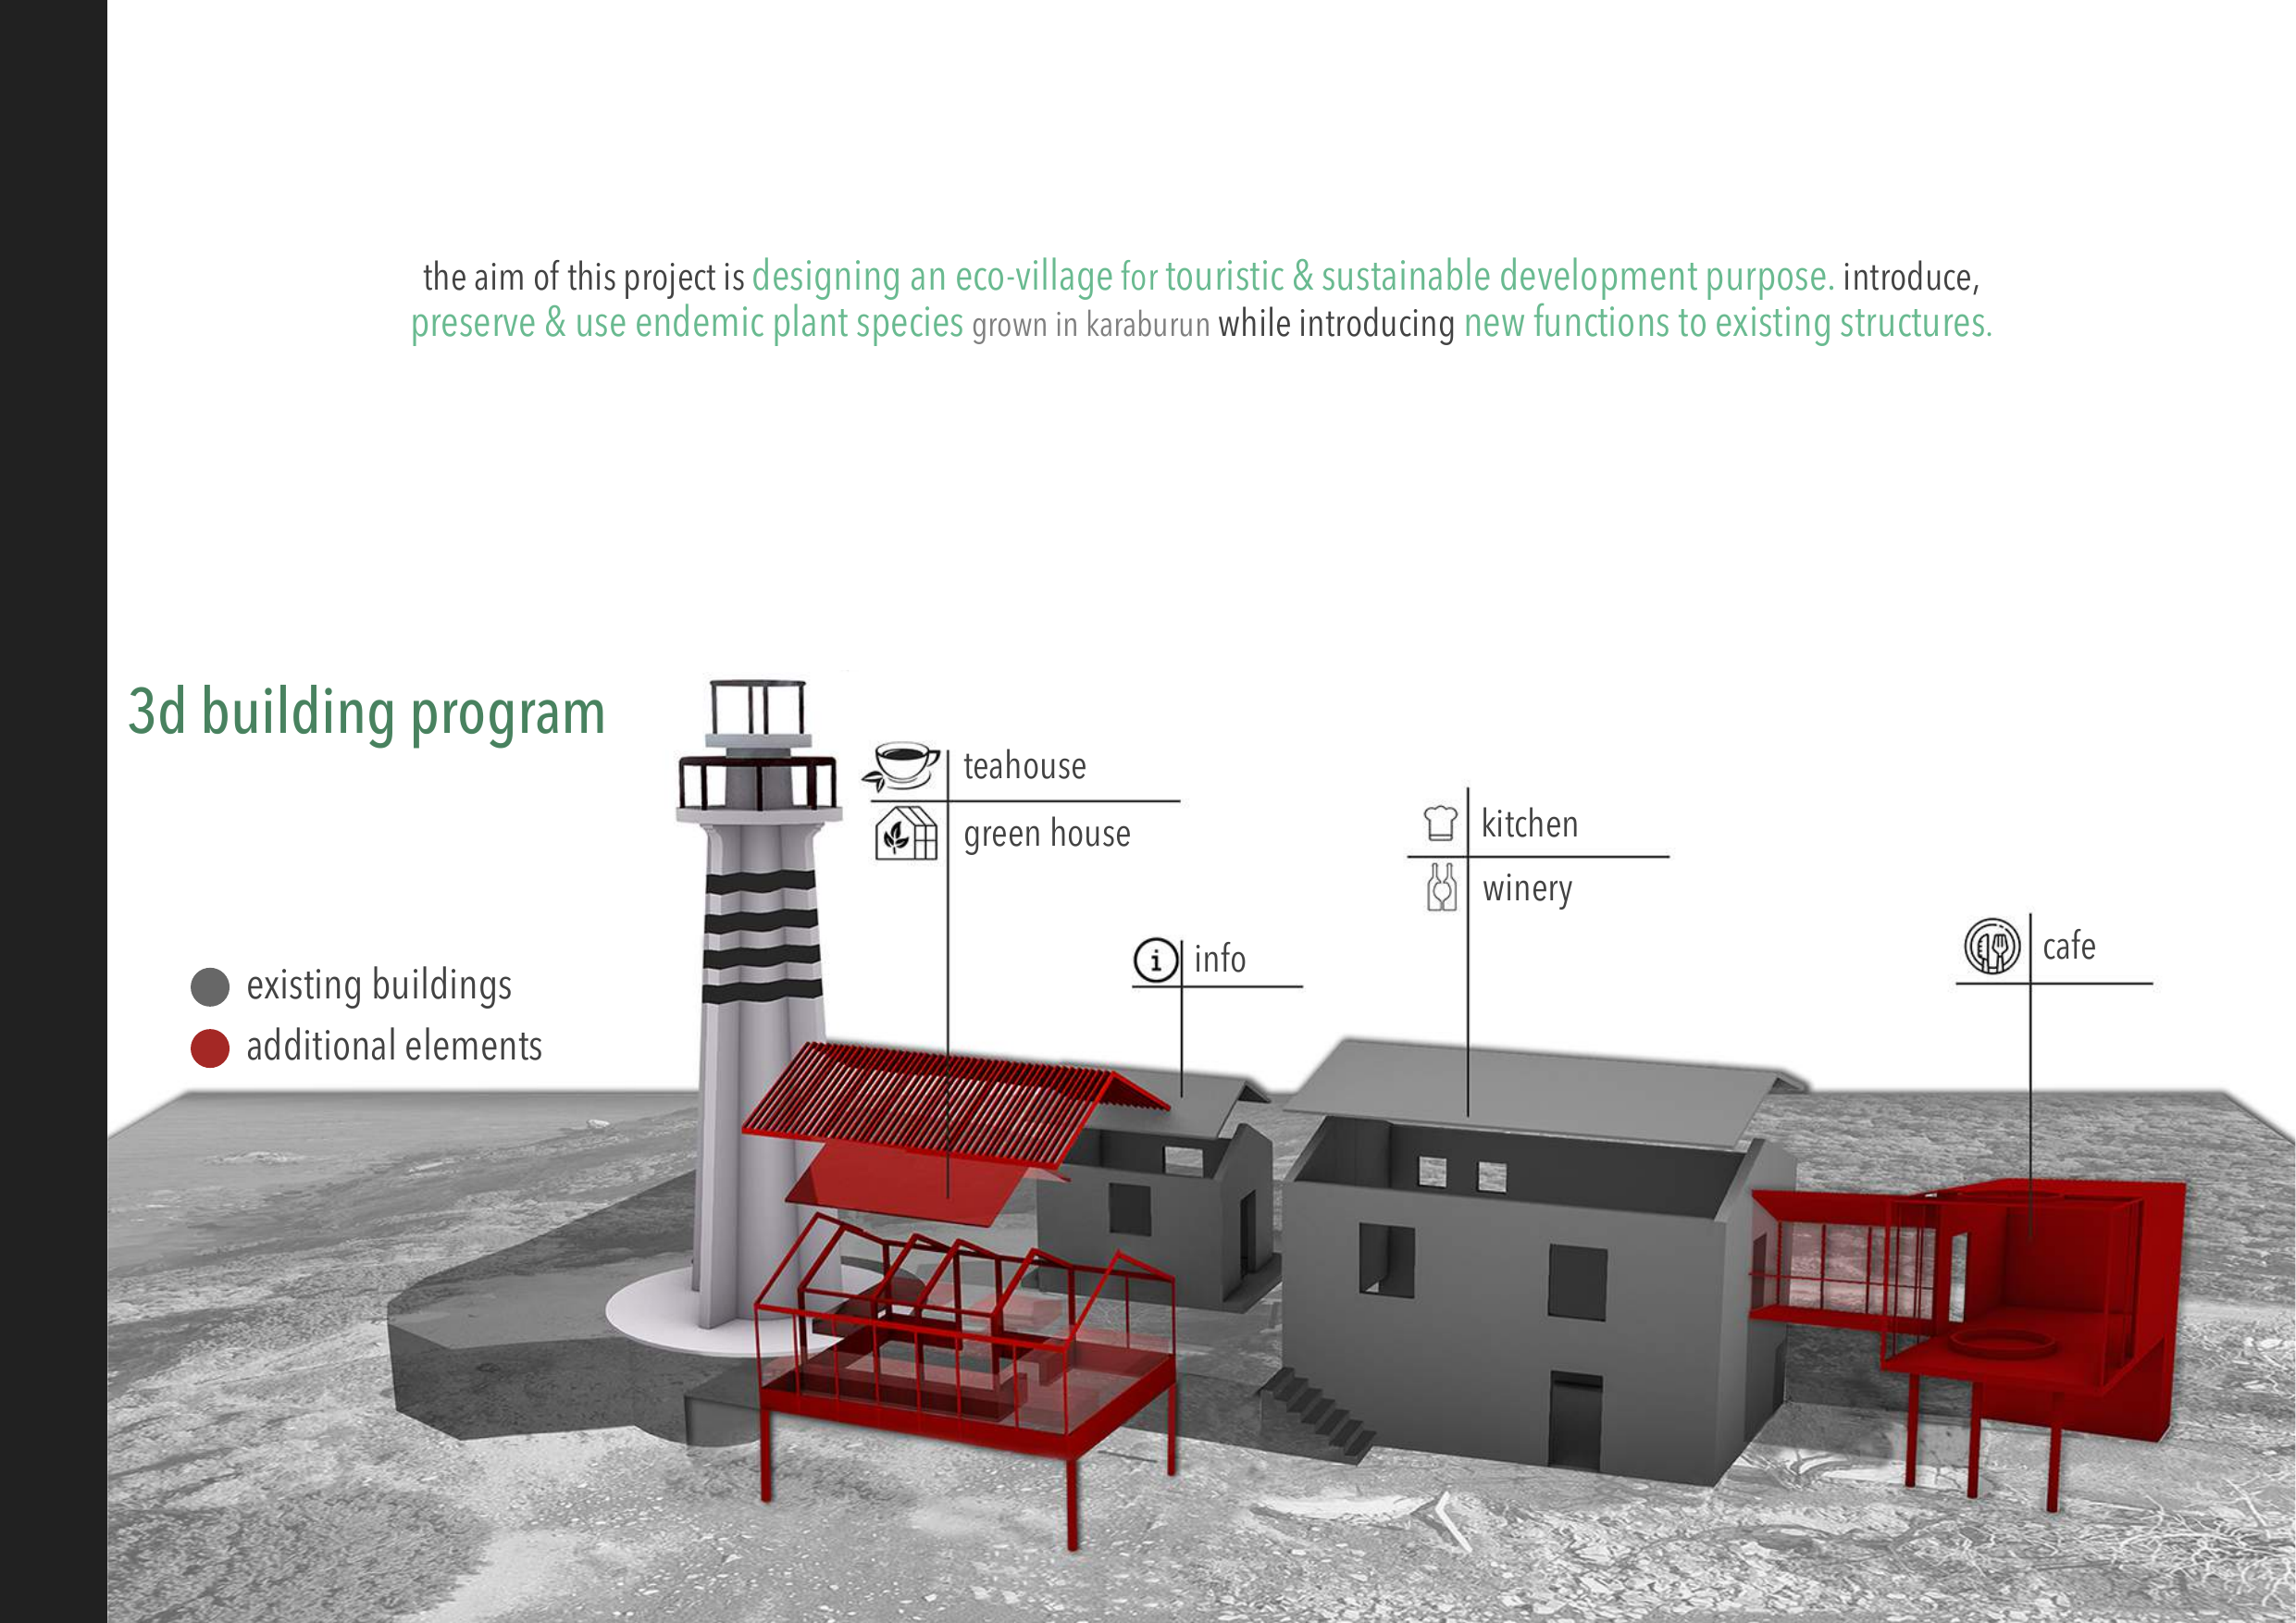 the aim of this project is designing an eco-village for touristic & sustainable development purpose. introduce,
preserve & use endemic plant species grown in karaburun while introducing new functions to existing structures.
3d building program
teahouse
green house
kitchen
winery
info
cafe
existing buildings
additional elements